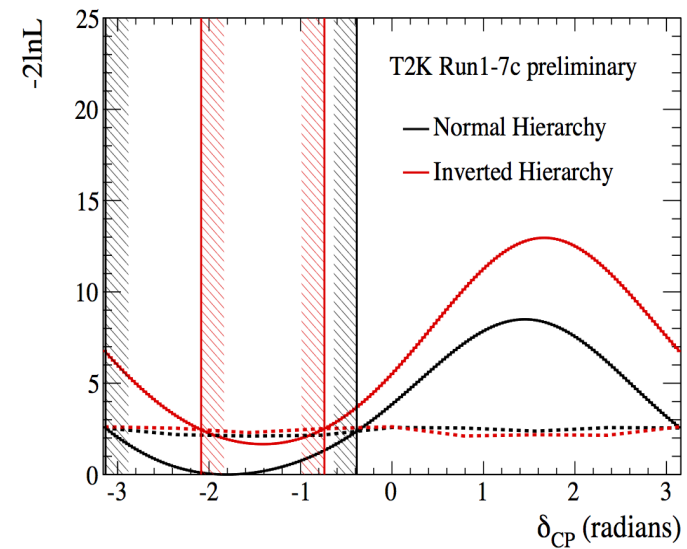 -2lnL
25
20
15
10
5
0
T2K Run1-7c preliminary
Normal Hierarchy
Inverted Hierarchy
-3 -2 -1 0 1 2 3
δCP (radians)